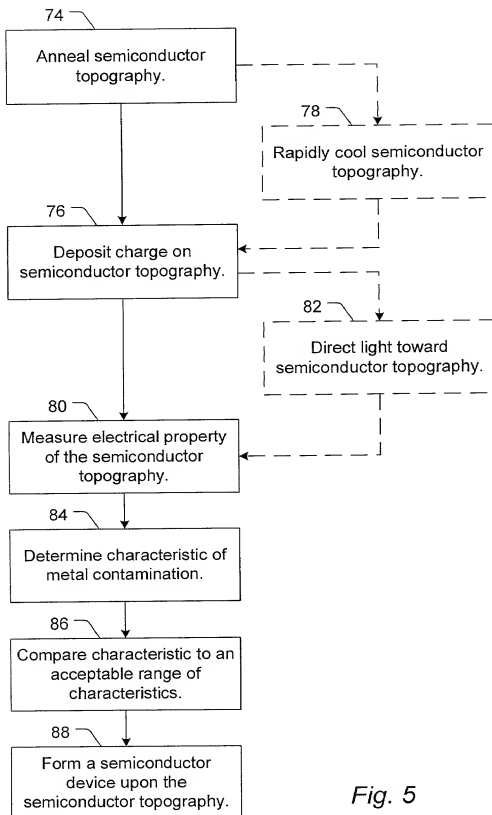 74
Anneal semiconductor
topography.
78
Rapidly cool semiconductor
topography.
76
Deposit charge on
semiconductor topography.
82
Direct light toward
semiconductor topography.
80
Measure electrical property
of the semiconductor
topography.
84
Determine characteristic of
metal contamination.
86
Compare characteristic to an
acceptable range of
characteristics.
88
Form a semiconductor
device upon the
semiconductor topography.
Fig. 5